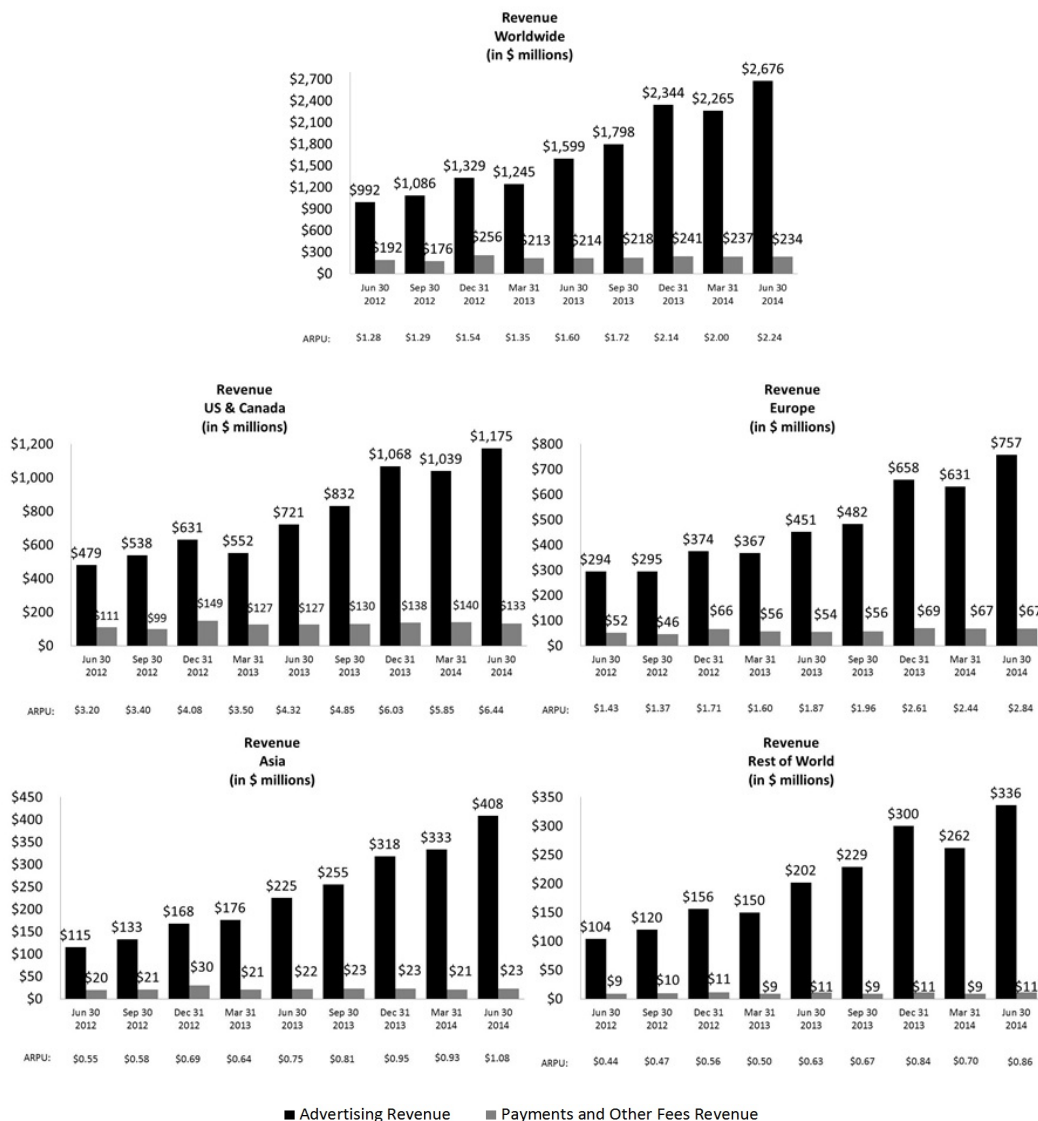 Revenue
Worldwide
(in $ millions)
$2,700
$2,400
$2,100
$1,800
$1,500
$1,200
$900
$600
$300
$0
$992 $1,086 $1,329 $1,245 $1,599 $1,798 $2,344 $2,265 $2,676
$192 $176 $256 $213 $214 $218 $241 $237 $234
Jun 30 Sep 30 Dec 31 Mar 31 Jun 30 Sep 30 Dec 31 Mar 31 Jun 30
2012 2012 2012 2013 2013 2013 2013 2014 2014
ARPU: $1.28 $1.29 $1.54 $1.35 $1.60 $1.72 $2.14 $2.00 $2.24
Revenue
US & Canada
(in $ millions)
$1,200
$1,000
$800
$600
$400
$200
$0
$479 $538 $631 $552 $721 $832 $1,068 $1,039 $1,175
$111 $99 $149 $127 $127 $130 $138 $140 $133
Jun 30 Sep 30 Dec 31 Mar 31 Jun 30 Sep 30 Dec 31 Mar 31 Jun 30
2012 2012 2012 2013 2013 2013 2013 2014 2014
ARPU: $3.20 $3.40 $4.08 $3.50 $4.32 $4.85 $6.03 $5.85 $6.44
Revenue
Europe
(in $ millions)
$800
$700
$600
$500
$400
$300
$200
$100
$0
$294 $295 $374 $367 $451 $482 $658 $631 $757
$52 $46 $66 $56 $54 $56 $69 $67 $67
Jun 30 Sep 30 Dec 31 Mar 31 Jun 30 Sep 30 Dec 31 Mar 31 Jun 30
2012 2012 2012 2013 2013 2013 2013 2014 2014
ARPU: $1.43 $1.37 $1.71 $1.60 $1.87 $1.96 $2.61 $2.44 $2.84
Revenue
Asia
(in $ millions)
$450
$400
$350
$300
$250
$200
$150
$100
$50
$0
$115 $133 $168 $176 $225 $255 $318 $333 $408
$20 $21 $30 $21 $22 $23 $23 $21 $23
Jun 30 Sep 30 Dec 31 Mar 31 Jun 30 Sep 30 Dec 31 Mar 31 Jun 30
2012 2012 2012 2013 2013 2013 2013 2014 2014
ARPU: $0.55 $0.58 $0.69 $0.64 $0.75 $0.81 $0.95 $0.93 $1.08
Revenue
Rest of World
(in $ millions)
$350
$300
$250
$200
$150
$100
$50
$0
$104 $120 $156 $150 $202 $229 $300 $262 $336
$9 $10 $11 $9 $11 $9 $11 $9 $11
Jun 30 Sep 30 Dec 31 Mar 31 Jun 30 Sep 30 Dec 31 Mar 31 Jun 30
2012 2012 2012 2013 2013 2013 2013 2014 2014
ARPU: $0.44 $0.47 $0.56 $0.50 $0.63 $0.67 $0.84 $0.70 $0.86
Advertising Revenue Payments and Other Fees Revenue